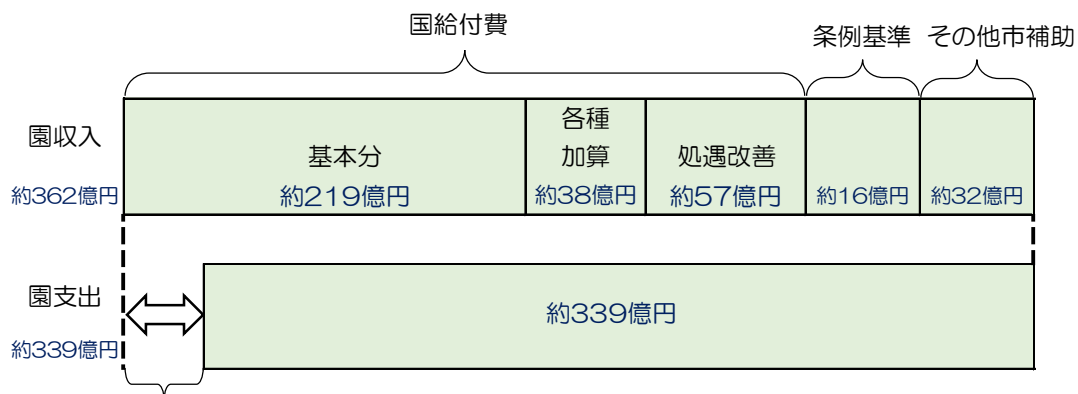 国給付費
条例基準
その他市補助
園収入
約362億円
基本分
約219億円
各種
加算
約38億円
処遇改善
約57億円
約16億円
約32億円
園支出
約339億円
約339億円